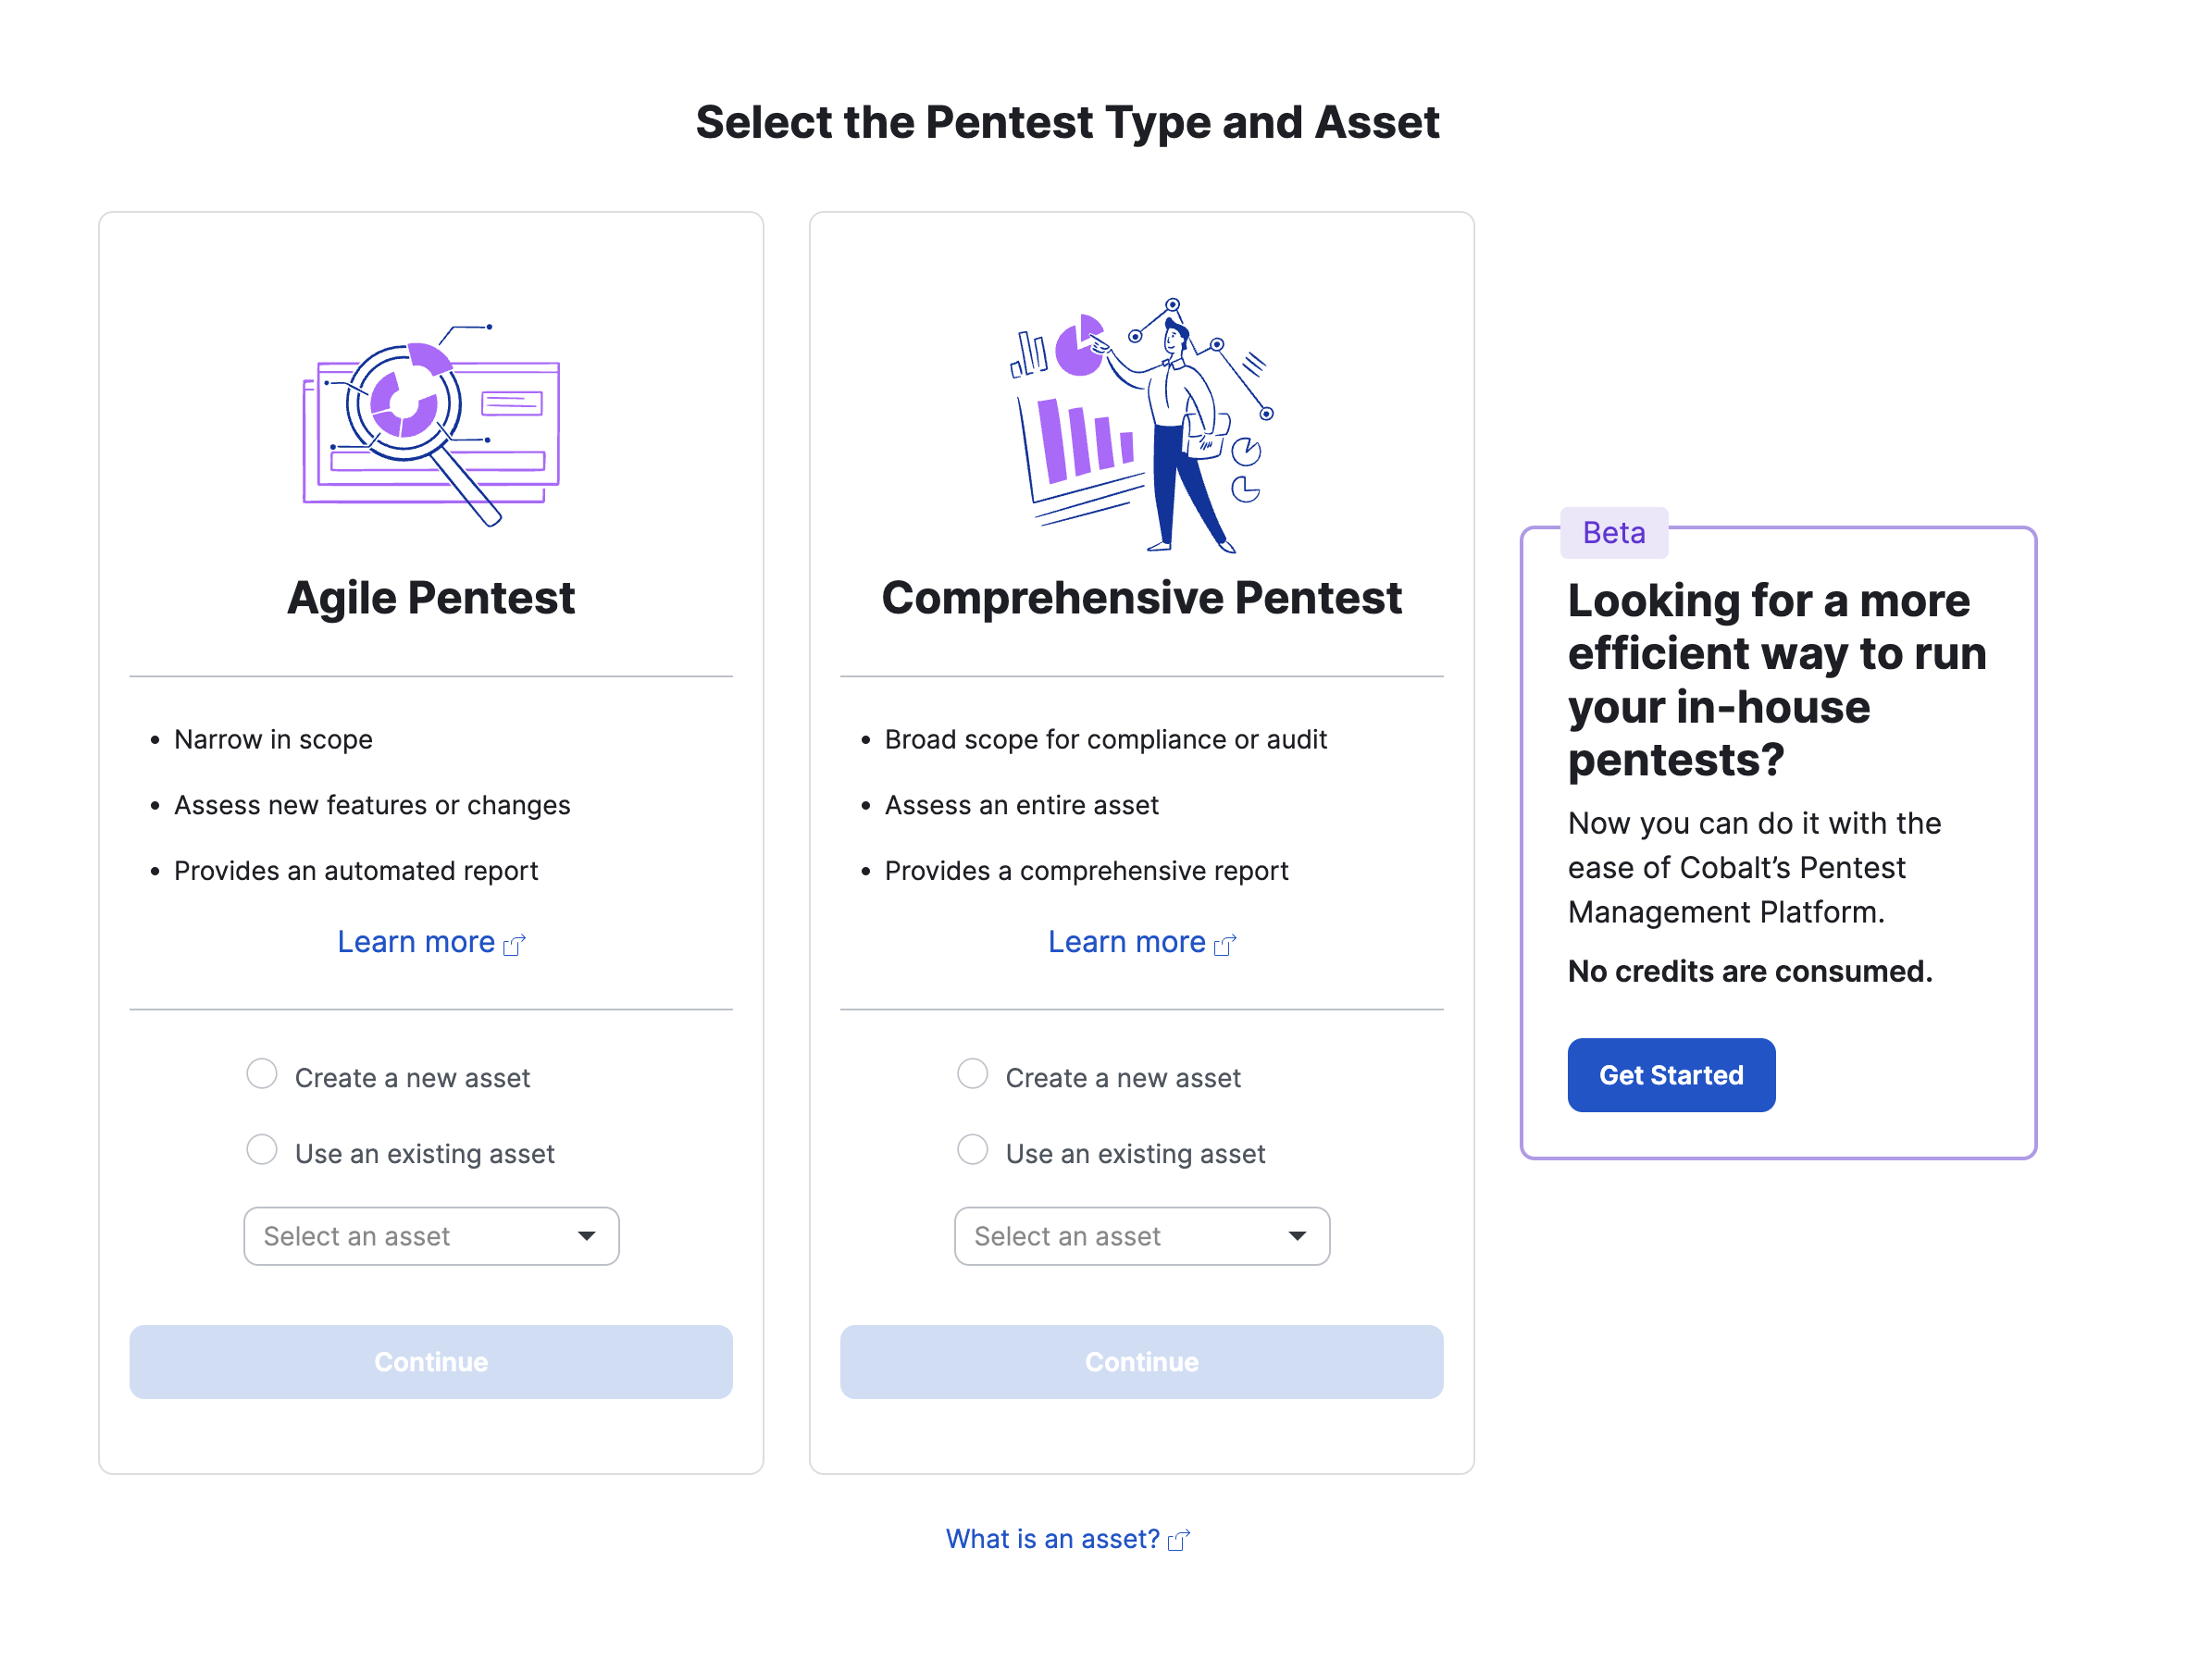 Select the Pentest Type and Asset
Agile Pentest
• Narrow in scope
• Assess new features or changes
• Provides an automated report
Learn more
Create a new asset
Use an existing asset
Select an asset
Continue
Comprehensive Pentest
• Broad scope for compliance or audit
• Assess an entire asset
• Provides a comprehensive report
Learn more
Create a new asset
Use an existing asset
Select an asset
Continue
Beta
Looking for a more
efficient way to run
your in-house
pentests?
Now you can do it with the
ease of Cobalt’s Pentest
Management Platform.
No credits are consumed.
Get Started
What is an asset?